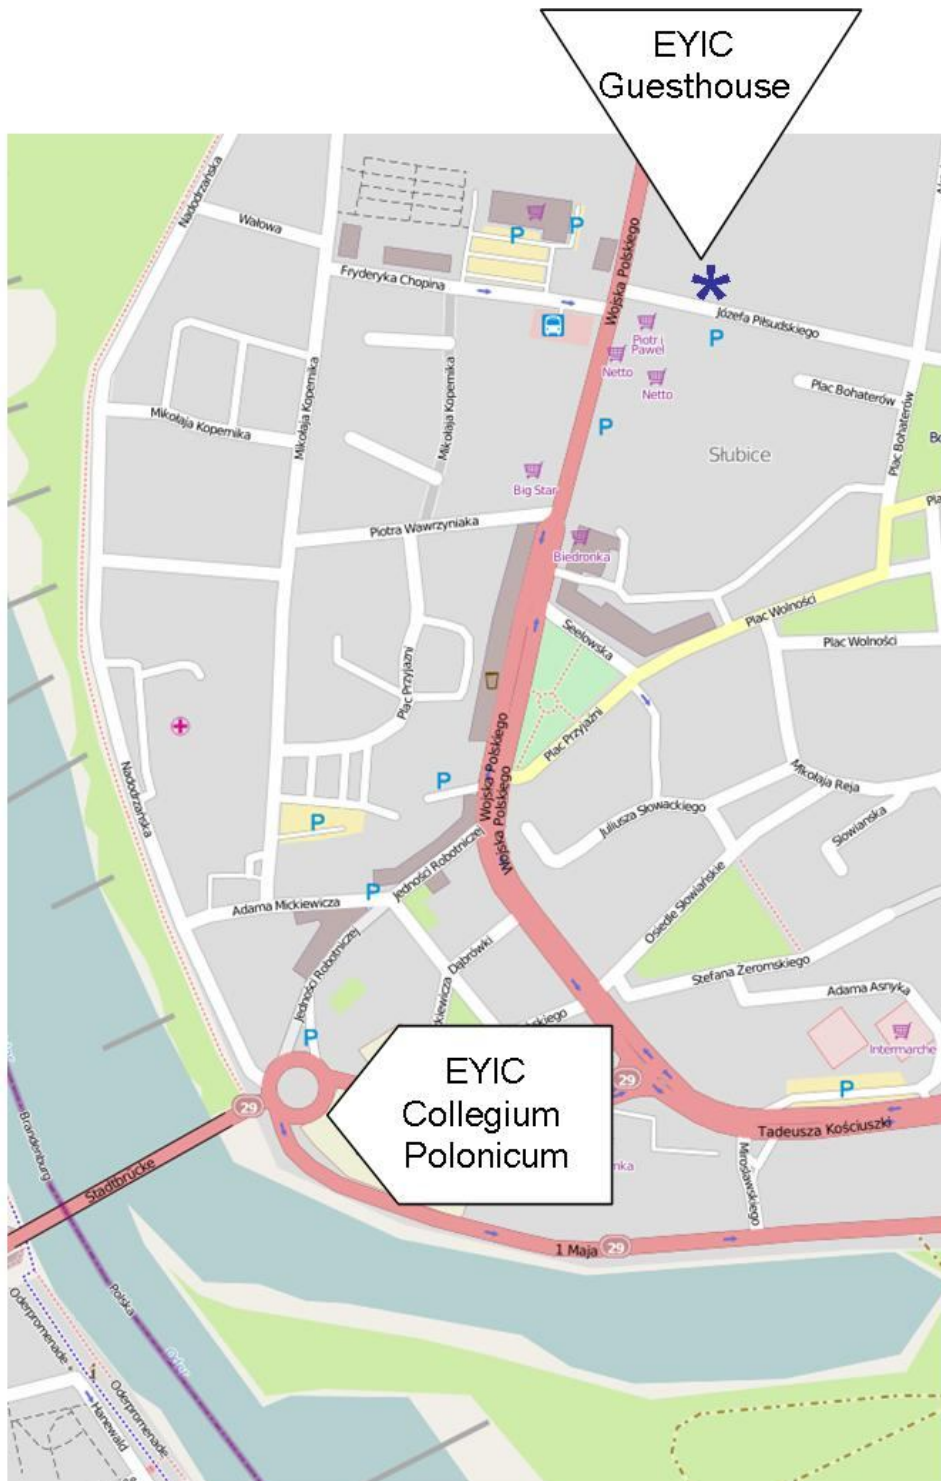 EYIC
Guesthouse
Nadodrzańska
Wałowa
P
P
Wojska Polskiego
Fryderyka Chopina
Józefa Piłsudskiego
Piotr i
Paweł
P
Netto
Netto
Mikołaja Kopernika
Mikołaja Kopernika
Mikołaja Kopernika
Plac Bohaterów
Plac Bohaterów
P
Słubice
Big Star
Piotra Wawrzyniaka
Biedronka
Plac Wolności
Plac Wolności
Seelowska
Plac Przyjaźni
Plac Przyjaźni
Nadodrzańska
Wojska Polskiego
Wojska Polskiego
P
P
Mikołaja Reja
Juliusza Słowackiego
Słowianska
Jedności Robotniczej
P
Adama Mickiewicza
Osiedle Słowiańskie
Jedności Robotniczej
Dąbrówki
Stefana Żeromskiego
Adama Asnyka
P
Intermarche
EYIC
Collegium
Polonicum
29
29
P
Tadeusza Kościuszki
Mirosławskiego
Brandenburg
Stadtbrücke
1 Maja
29
Polska
Oderpromenade
Oderpromenade
Hanewald